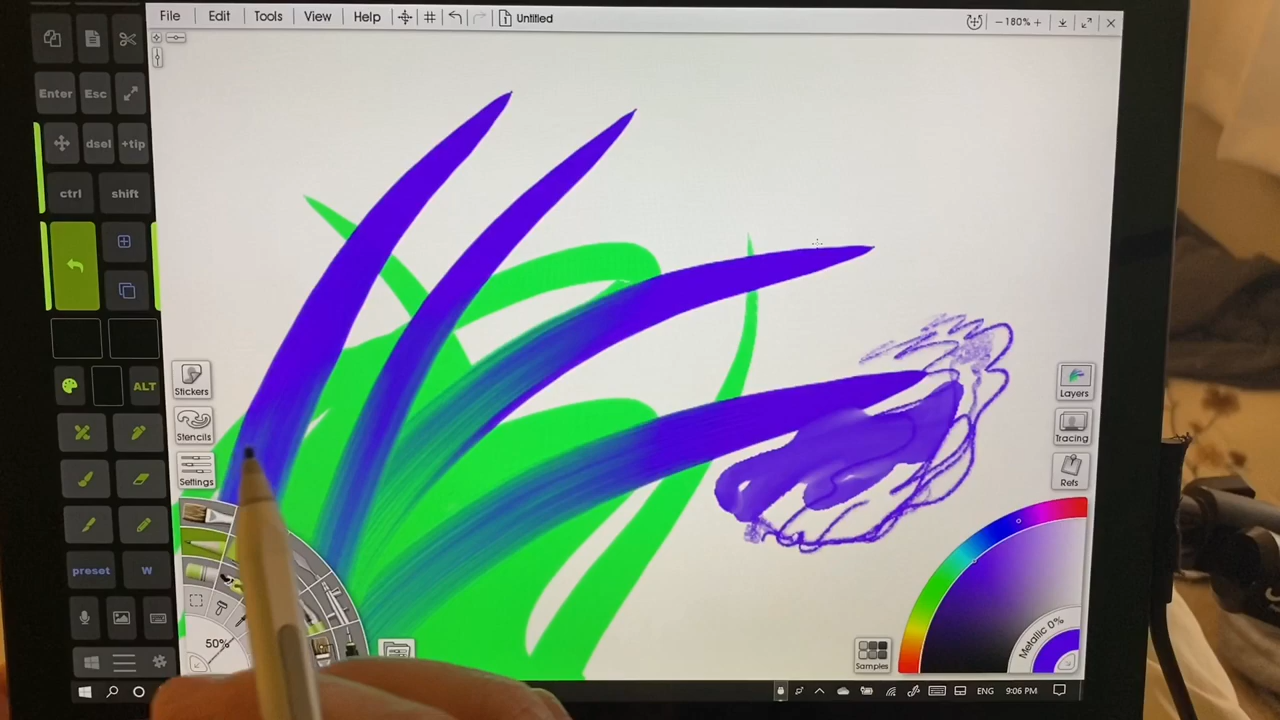 File Edit Tools View Help Untitled 180%
Enter Esc
dsel +tip
ctrl shift
ALT
preset W
Stickers
Stencils
Settings
50%
Layers
Tracing
Refs
Metallic 0%
Samples
ENG 9:06 PM